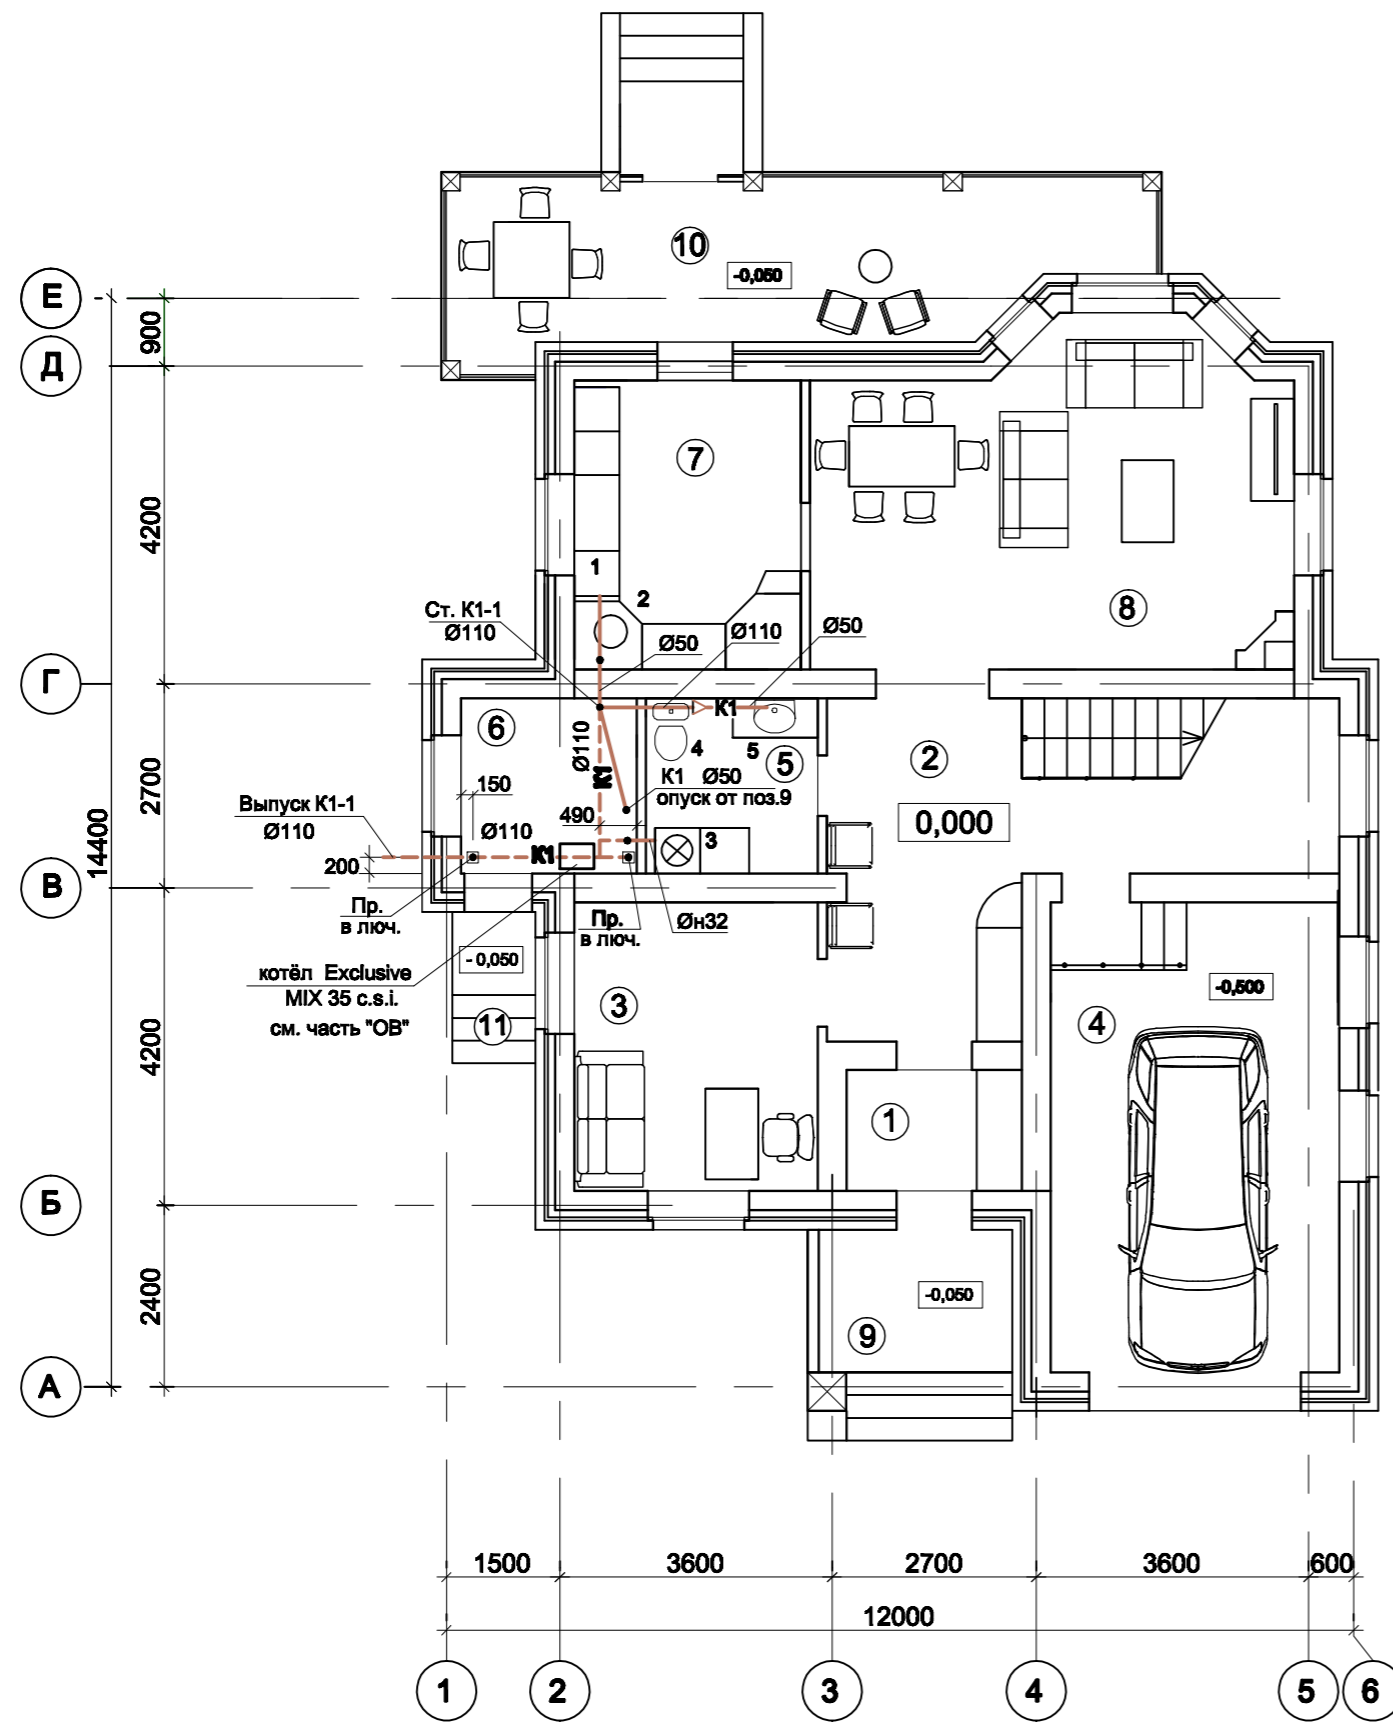 10
-0,050
Е
900
Д
7
4200
1
2
8
Ст. К1-1
Ø110
Ø50
Ø110
Ø50
Г
6
К1
4
5
5
2
Ø110
К1
К1 Ø50
опуск от поз.9
2700
14400
150
Выпуск К1-1
Ø110
Ø110
490
3
0,000
К1
200
В
Пр.
в люч.
Пр.
в люч.
Øн32
- 0,050
котёл Exclusive
MIX 35 c.s.i.
см. часть "ОВ"
11
3
-0,500
4
4200
1
Б
2400
-0,050
9
А
1500
3600
2700
3600
600
12000
1
2
3
4
5
6